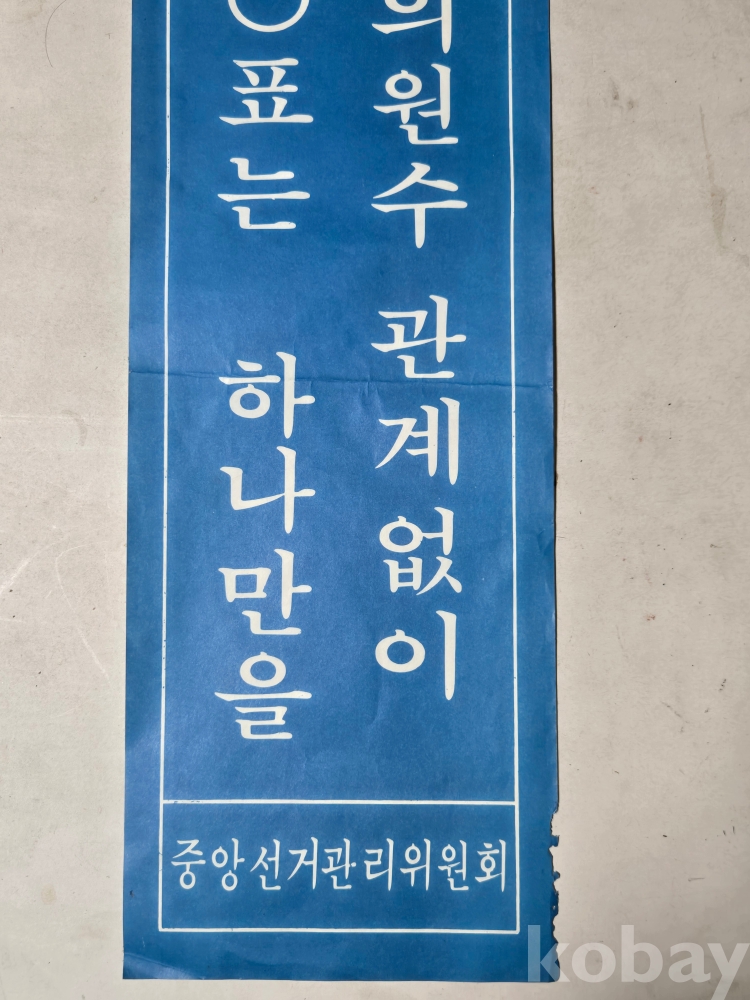 의원수 관계없이
○표는 하나만을
중앙선거관리위원회
kobay